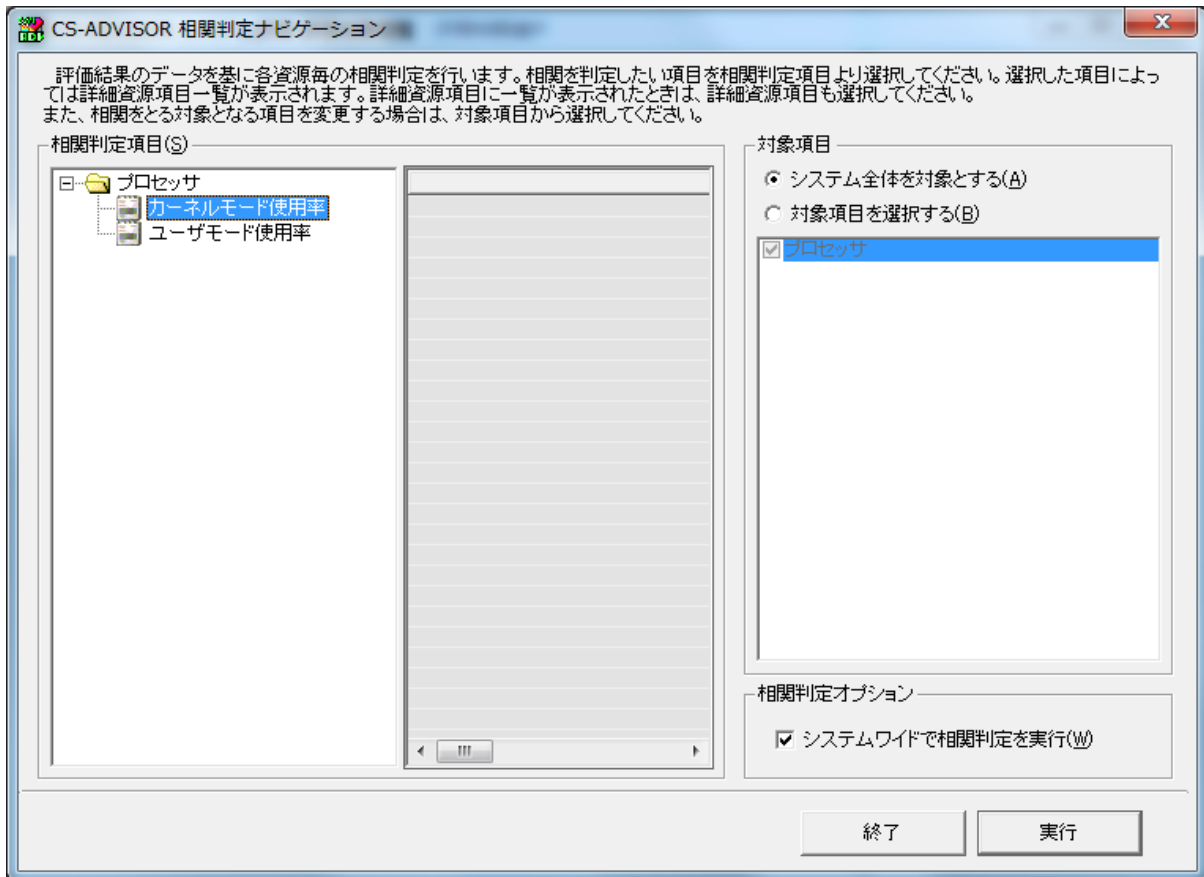 CS-ADVISOR 相関判定ナビゲーション
評価結果のデータを基に各資源毎の相関判定を行います。相関を判定したい項目を相関判定項目より選択してください。選択した項目によっ
ては詳細資源項目一覧が表示されます。詳細資源項目に一覧が表示されたときは、詳細資源項目も選択してください。
また、相関をとる対象となる項目を変更する場合は、対象項目から選択してください。
相関判定項目(S)
プロセッサ
カーネルモード使用率
ユーザモード使用率
対象項目
システム全体を対象とする(A)
対象項目を選択する(B)
プロセッサ
相関判定オプション
システムワイドで相関判定を実行(W)
終了
実行